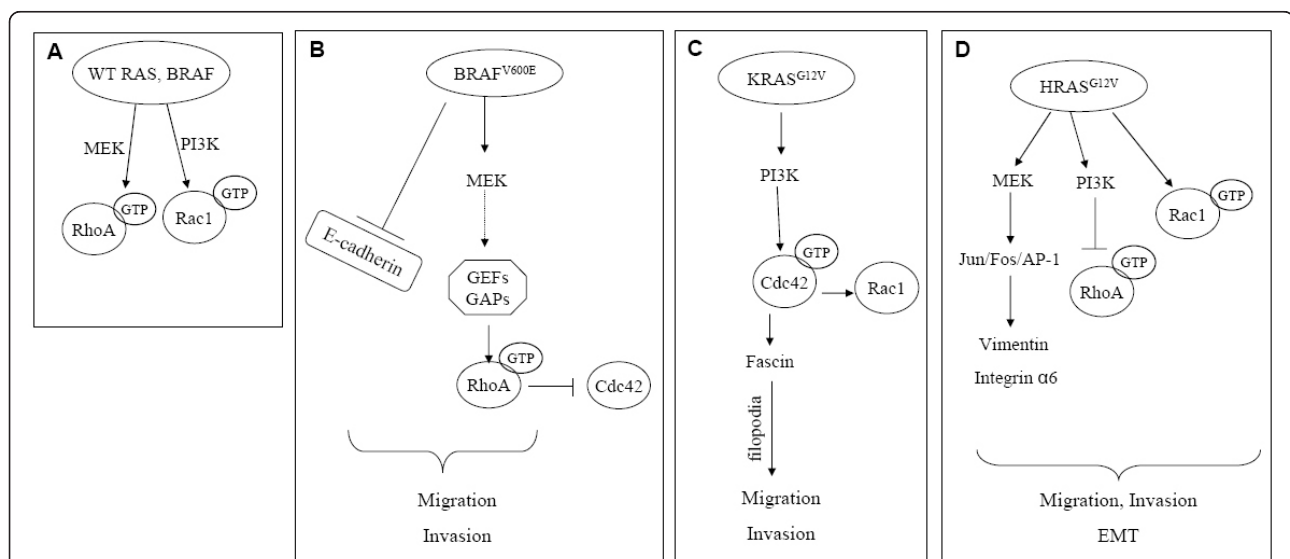 A
WT RAS, BRAF
MEK
PI3K
RhoA
GTP
Rac1
GTP
B
BRAFV600E
MEK
E-cadherin
GEFs
GAPs
RhoA
GTP
Cdc42
Migration
Invasion
C
KRASG12V
PI3K
Cdc42
GTP
Rac1
Fascin
filopodia
Migration
Invasion
D
HRASG12V
MEK
PI3K
Rac1
GTP
Jun/Fos/AP-1
RhoA
GTP
Vimentin
Integrin α6
Migration, Invasion
EMT